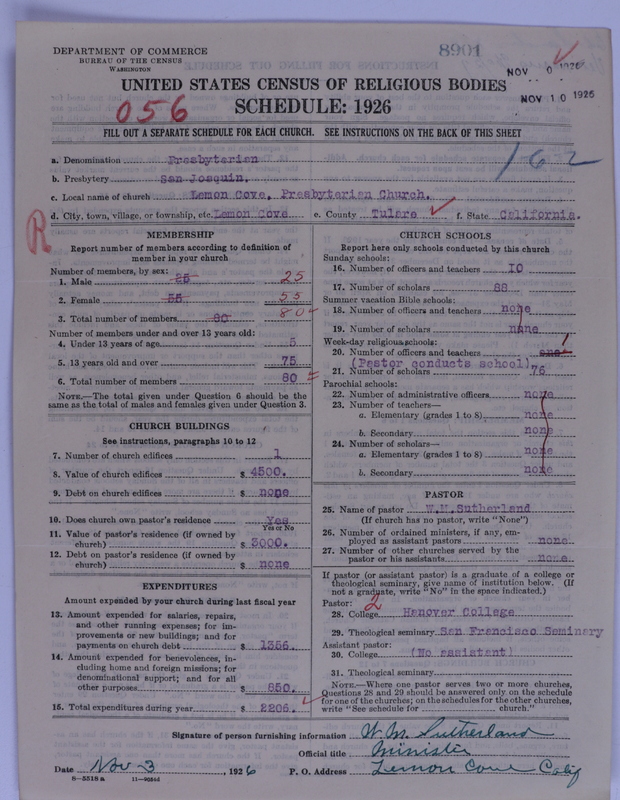 DEPARTMENT OF COMMERCE
BUREAU OF THE CENSUS
WASHINGTON
8901
NOV 1926
NOV 10 1926
UNITED STATES CENSUS OF RELIGIOUS BODIES
056
SCHEDULE: 1926
FILL OUT A SEPARATE SCHEDULE FOR EACH CHURCH. SEE INSTRUCTIONS ON THE BACK OF THIS SHEET
162
a. Denomination Presbyterian
b. Presbytery San Joaquin.
c. Local name of church Lemon Cove, Presbyterian Church.
d. City, town, village, or township, etc. Lemon Cove e. County Tulare f. State California.
R
MEMBERSHIP
Report number of members according to definition of member in your church
Number of members, by sex:
1. Male 25 25
2. Female 55 55
3. Total number of members 80 80
Number of members under and over 13 years old:
4. Under 13 years of age 5
5. 13 years old and over 75
6. Total number of members 80
NOTE.—The total given under Question 6 should be the
same as the total of males and females given under Question 3.
CHURCH BUILDINGS
See instructions, paragraphs 10 to 12
7. Number of church edifices 1
8. Value of church edifices $ 4500.
9. Debt on church edifices $ none
10. Does church own pastor's residence Yes
Yes or No
11. Value of pastor's residence (if owned by
church) $ 3000.
12. Debt on pastor's residence (if owned by
church) $ none
EXPENDITURES
Amount expended by your church during last fiscal year
13. Amount expended for salaries, repairs,
and other running expenses; for im-
provements or new buildings; and for
payments on church debt $ 1356.
14. Amount expended for benevolences, in-
cluding home and foreign missions; for
denominational support; and for all
other purposes $ 850.
15. Total expenditures during year $ 2206.
CHURCH SCHOOLS
Report here only schools conducted by this church
Sunday schools:
16. Number of officers and teachers 10
17. Number of scholars 88
Summer vacation Bible schools:
18. Number of officers and teachers none
19. Number of scholars none
Week-day religious schools:
20. Number of officers and teachers one 1
(Pastor conducts school)
21. Number of scholars 76
Parochial schools:
22. Number of administrative officers none
23. Number of teachers—
a. Elementary (grades 1 to 8) none
b. Secondary none
24. Number of scholars—
a. Elementary (grades 1 to 8) none
b. Secondary none
PASTOR
25. Name of pastor W.M.Sutherland
(If church has no pastor, write "None")
26. Number of ordained ministers, if any, em-
ployed as assistant pastors none.
27. Number of other churches served by the
pastor or his assistants none.
If pastor (or assistant pastor) is a graduate of a college or
theological seminary, give name of institution below. (If
not a graduate, write "No" in the space indicated.)
Pastor: 2
28. College Hanover College
29. Theological seminary San Francisco Seminary
Assistant pastor:
30. College (No assistant)
31. Theological seminary
NOTE.—Where one pastor serves two or more churches,
Questions 28 and 29 should be answered only on the schedule
for one of the churches; on the schedules for the other churches,
write "See schedule for church."
Signature of person furnishing information W. M. Sutherland
Official title Minister
Date Nov-3, 1926 P. O. Address Lemon Cove Calif
8—5518 a